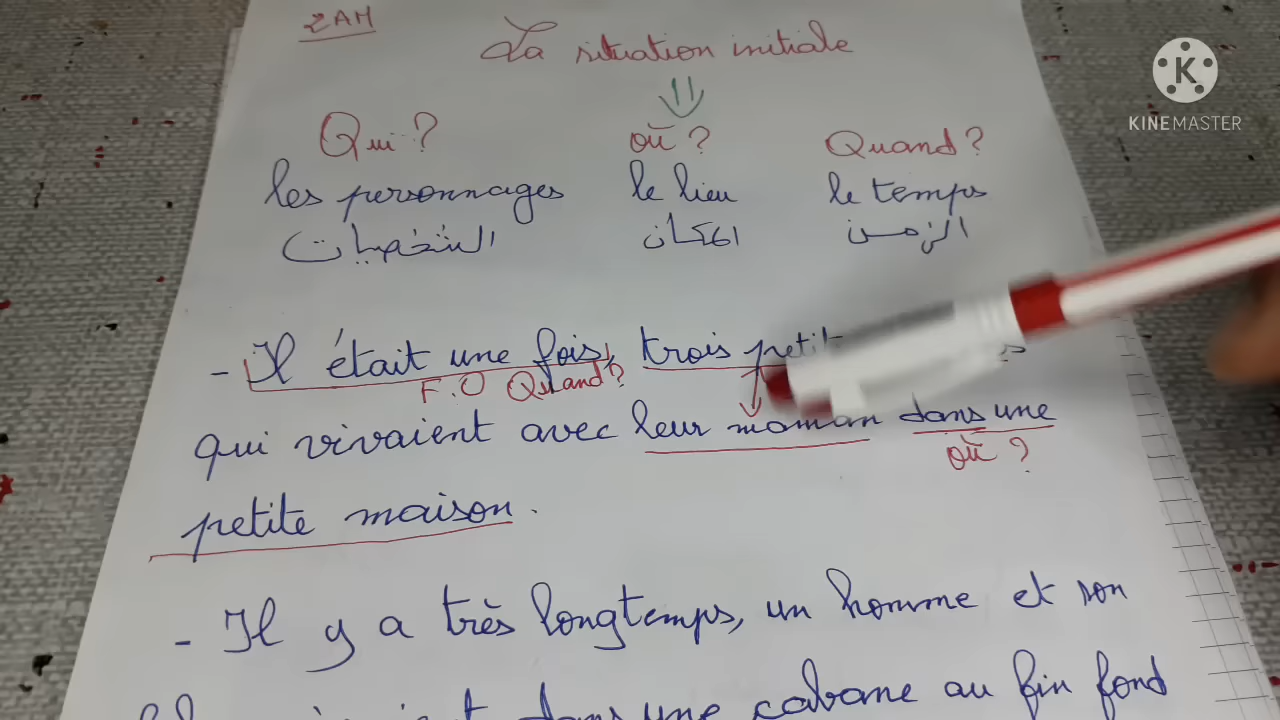 2AM
La situation initiale
Qui? où? Quand?
les personnages le lieu le temps
الشخصيات المكان الزمن
- Il était une fois, trois petit
F.O Quand?
qui vivaient avec leur maman dans une
où?
petite maison.
- Il y a très longtemps, un homme et son
dans une cabane au fin fond
KINEMASTER